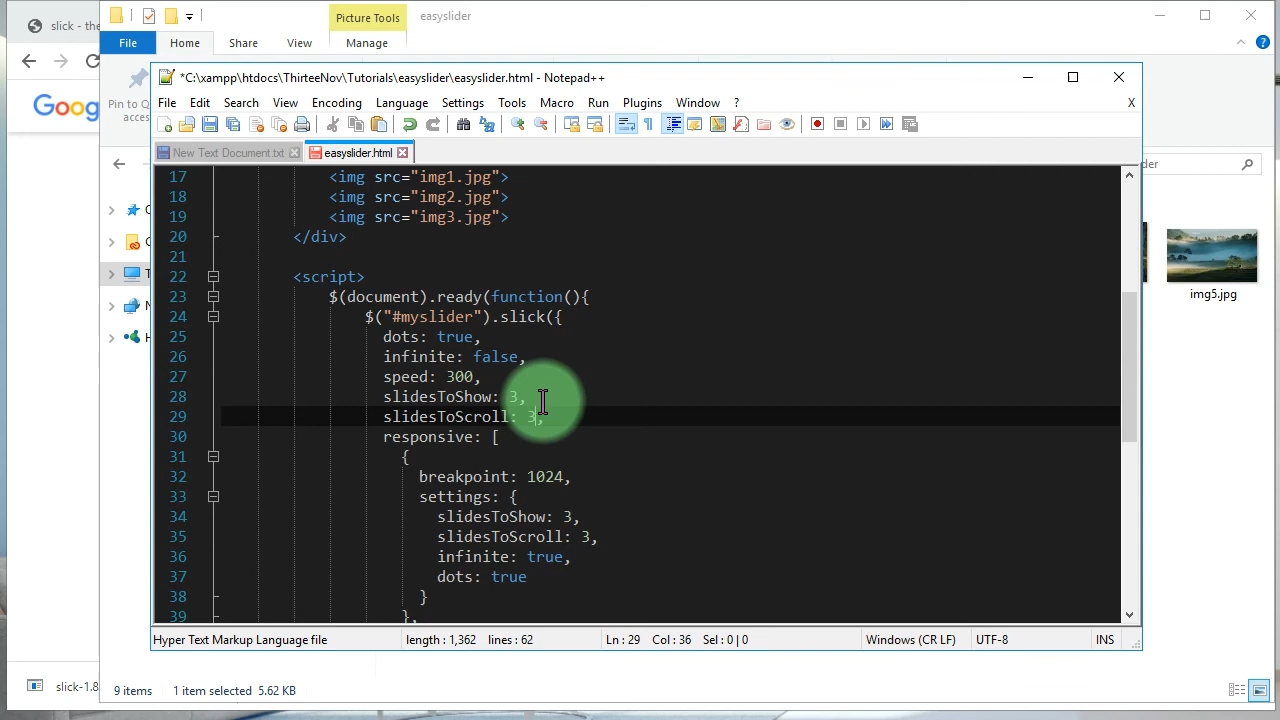 slick - the
Picture Tools
easyslider
File
Home
Share
View
Manage
Goog
Pin to Q
acces
*C:\xampp\htdocs\ThirteeNov\Tutorials\easyslider\easyslider.html - Notepad++
File Edit Search View Encoding Language Settings Tools Macro Run Plugins Window ? X
New Text Document.txt
easyslider.html
der
17 <img src="img1.jpg">
18 <img src="img2.jpg">
19 <img src="img3.jpg">
20 </div>
21
22 <script>
23 $(document).ready(function(){
24 $("#myslider").slick({
25 dots: true,
26 infinite: false,
27 speed: 300,
28 slidesToShow: 3,
29 slidesToScroll: 3,
30 responsive: [
31 {
32 breakpoint: 1024,
33 settings: {
34 slidesToShow: 3,
35 slidesToScroll: 3,
36 infinite: true,
37 dots: true
38 }
39 },
img5.jpg
Hyper Text Markup Language file
length : 1,362 lines : 62
Ln : 29 Col : 36 Sel : 0 | 0
Windows (CR LF)
UTF-8
INS
slick-1.8
9 items
1 item selected 5.62 KB